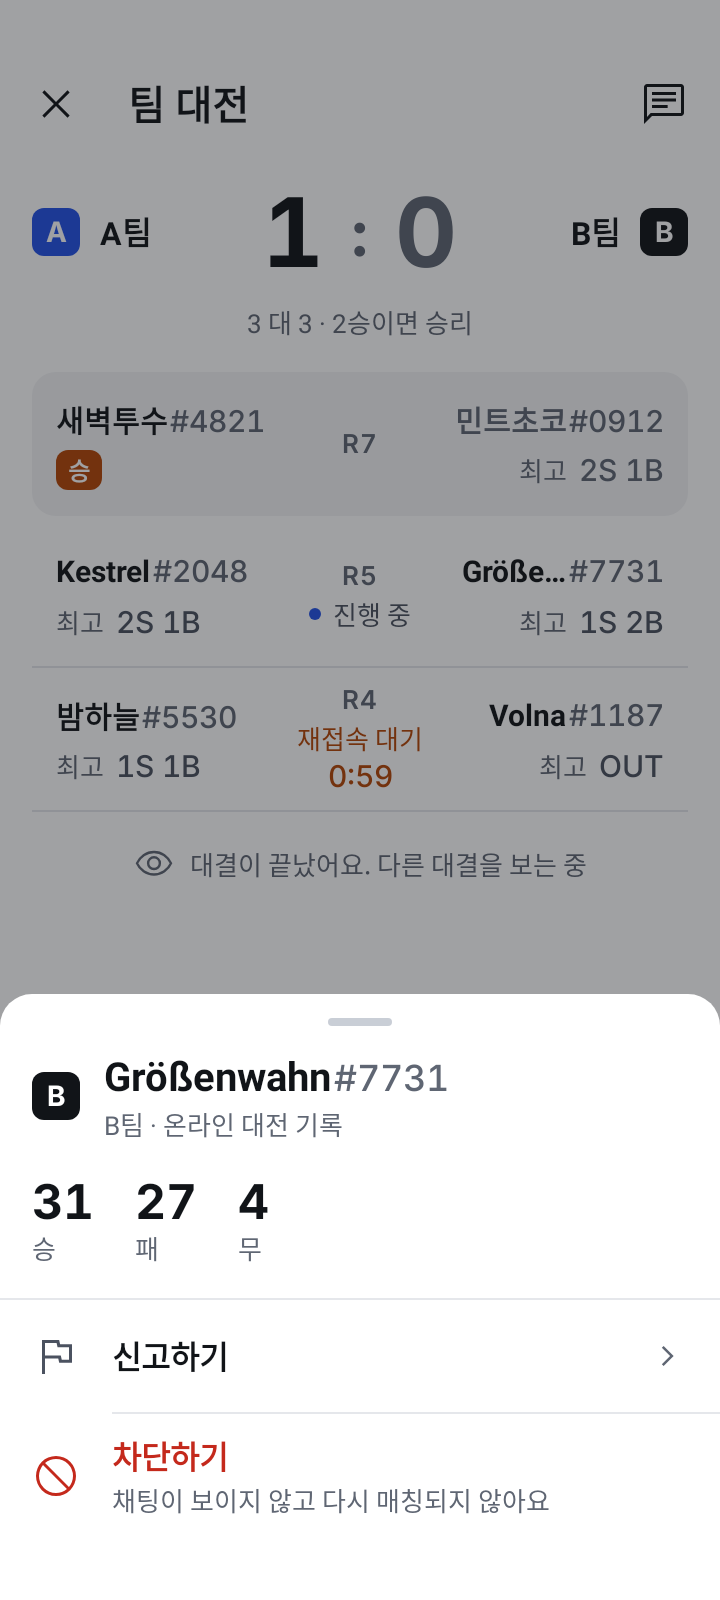 팀 대전
A A팀 1 : 0 B팀 B
3 대 3 · 2승이면 승리
새벽투수#4821 R7 민트초코#0912
승 최고 2S 1B
Kestrel#2048 R5 Größe…#7731
최고 2S 1B 진행 중 최고 1S 2B
밤하늘#5530 R4 Volna#1187
재접속 대기
최고 1S 1B 0:59 최고 OUT
대결이 끝났어요. 다른 대결을 보는 중
B Größenwahn#7731
B팀 · 온라인 대전 기록
31 27 4
승 패 무
신고하기
차단하기
채팅이 보이지 않고 다시 매칭되지 않아요